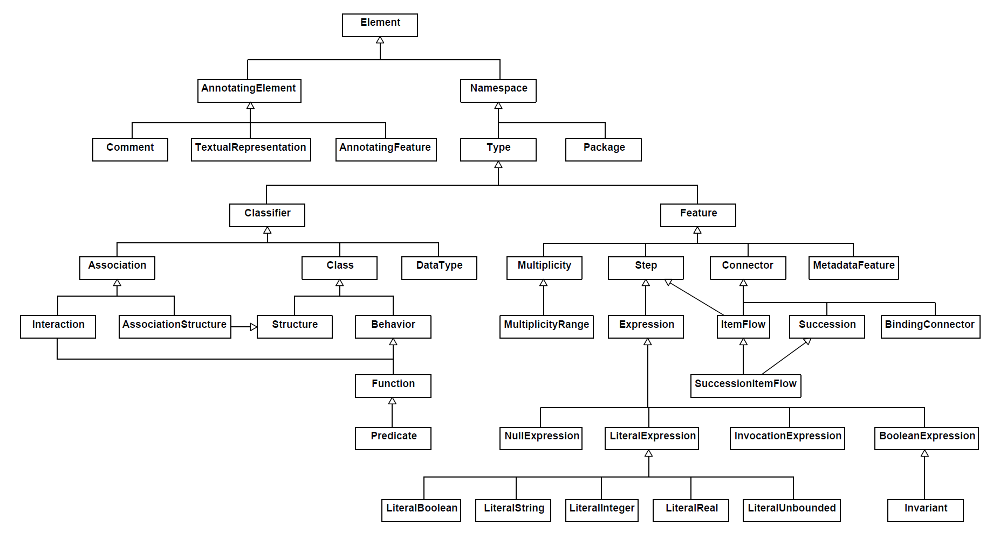 Element
AnnotatingElement
Namespace
Comment
TextualRepresentation
AnnotatingFeature
Type
Package
Classifier
Feature
Association
Class
DataType
Multiplicity
Step
Connector
MetadataFeature
Interaction
AssociationStructure
Structure
Behavior
MultiplicityRange
Expression
ItemFlow
Succession
BindingConnector
Function
SuccessionItemFlow
Predicate
NullExpression
LiteralExpression
InvocationExpression
BooleanExpression
LiteralBoolean
LiteralString
LiteralInteger
LiteralReal
LiteralUnbounded
Invariant